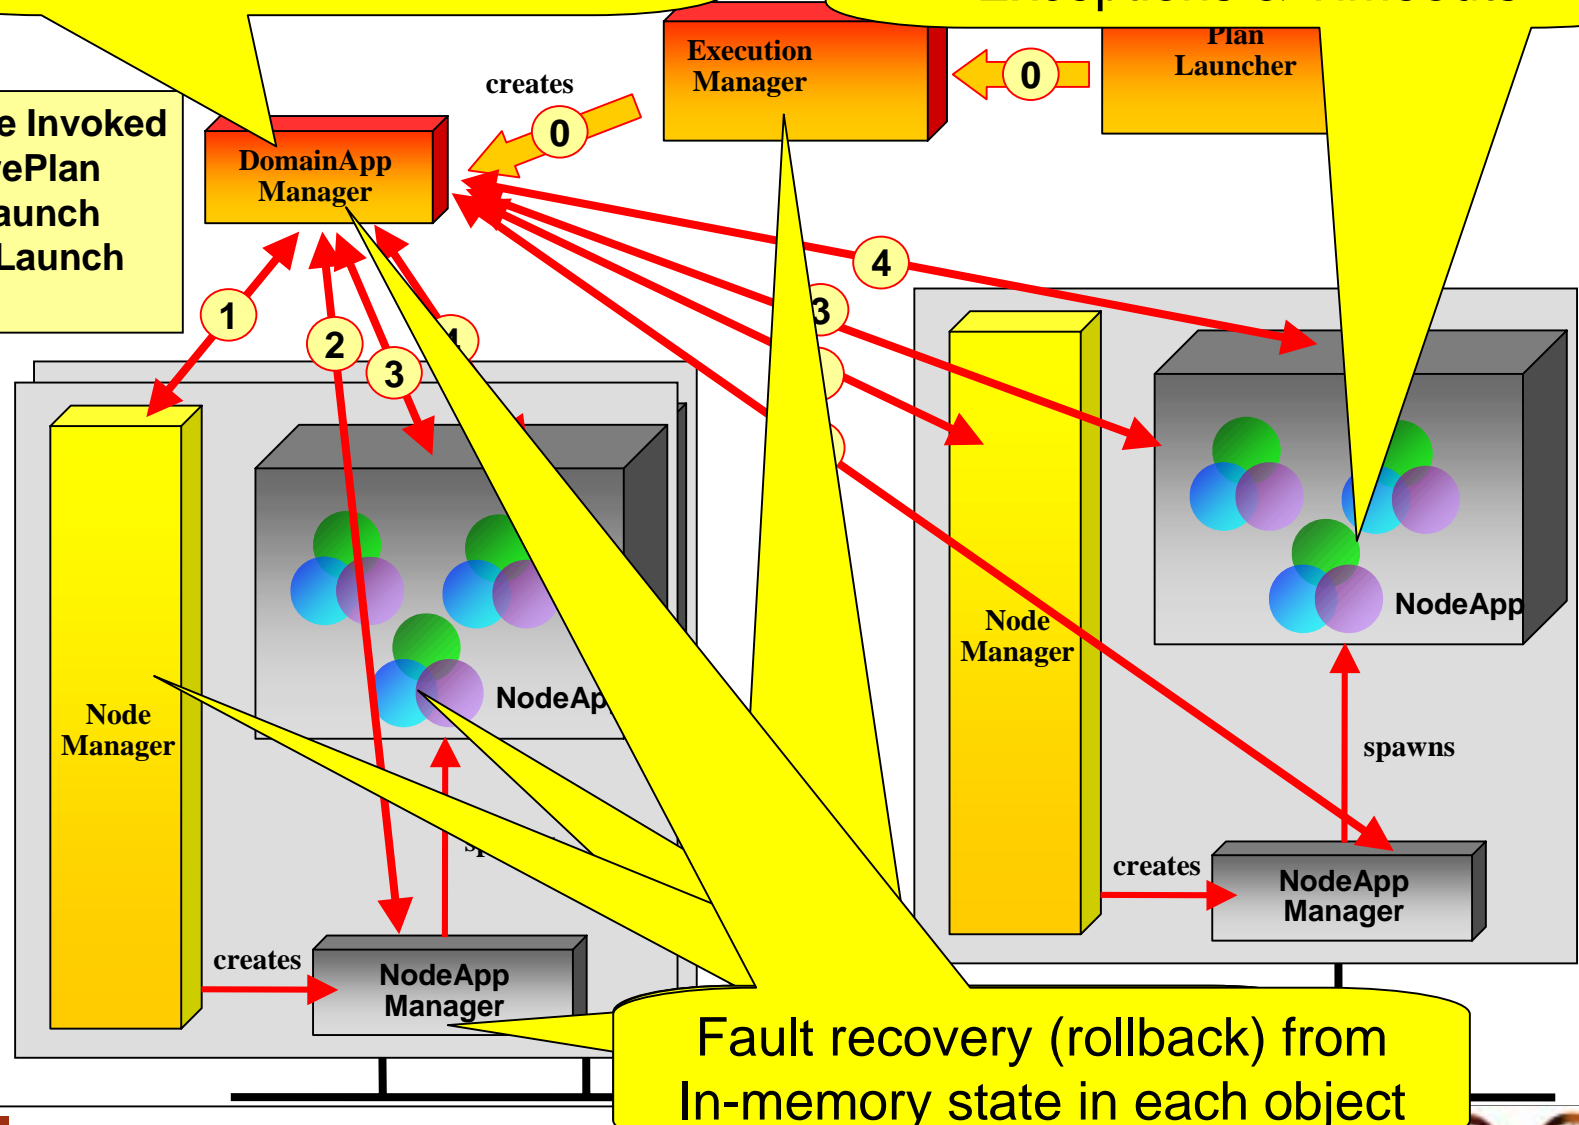 Execution
Manager
Plan
Launcher
0
creates
0
e Invoked
ePlan
aunch
Launch
DomainApp
Manager
1
2
3
4
3
NodeApp
Node
Manager
spawns
creates
NodeApp
Manager
NodeAp
Node
Manager
creates
NodeApp
Manager
Fault recovery (rollback) from
In-memory state in each object